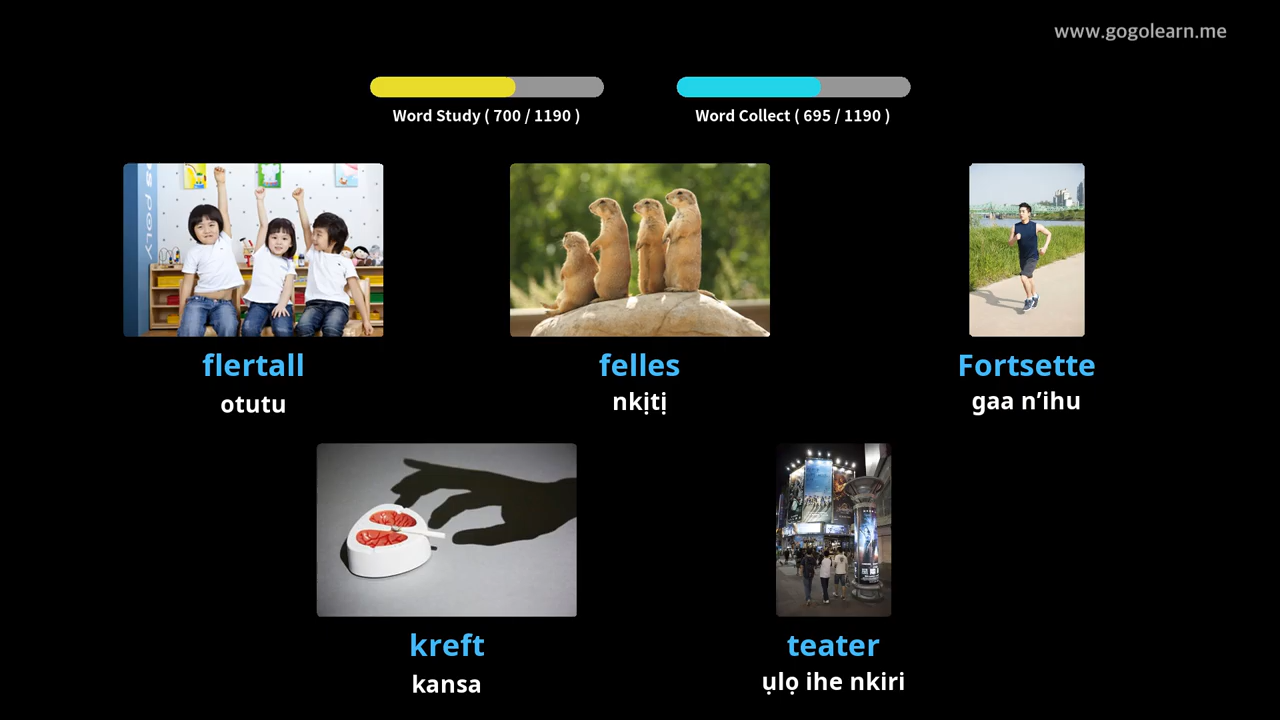 www.gogolearn.me
Word Study ( 700 / 1190 )
Word Collect ( 695 / 1190 )
flertall
otutu
felles
nkịtị
Fortsette
gaa n’ihu
kreft
kansa
teater
ụlọ ihe nkiri